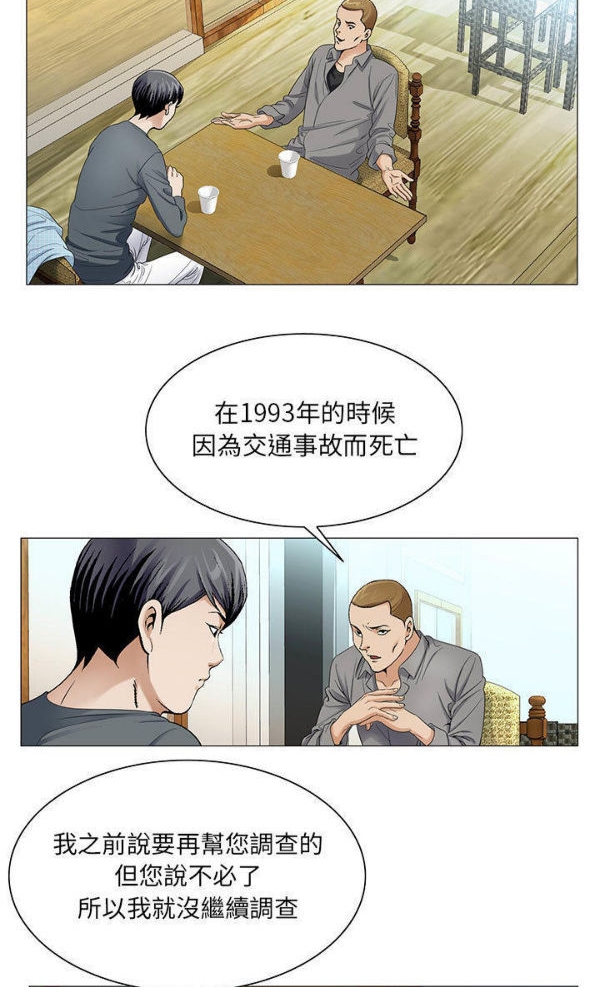 在1993年的時候
因為交通事故而死亡
我之前說要再幫您調查的
但您說不必了
所以我就沒繼續調查